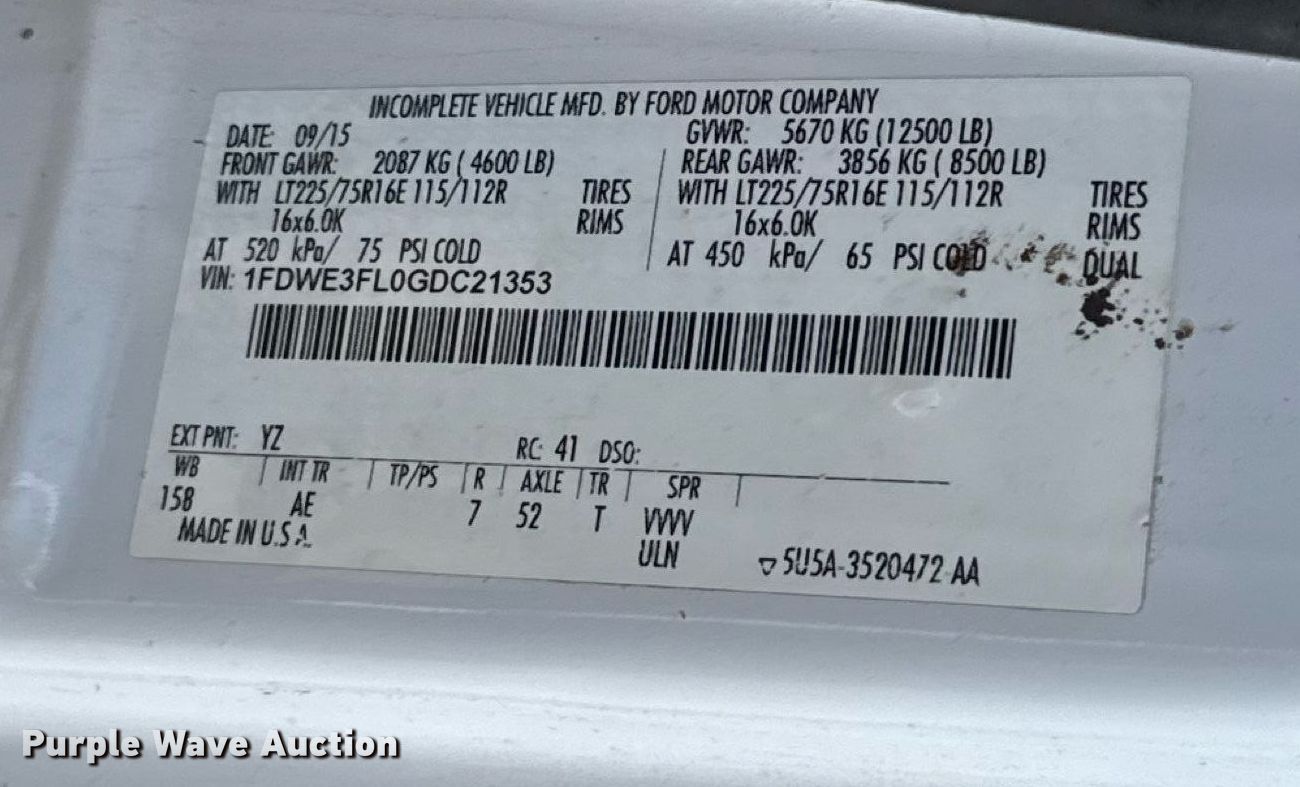 INCOMPLETE VEHICLE MFD. BY FORD MOTOR COMPANY
DATE: 09/15 GVWR: 5670 KG (12500 LB)
FRONT GAWR: 2087 KG ( 4600 LB) REAR GAWR: 3856 KG ( 8500 LB)
WITH LT225/75R16E 115/112R TIRES WITH LT225/75R16E 115/112R TIRES
16x6.0K RIMS 16x6.0K RIMS
AT 520 kPa/ 75 PSI COLD AT 450 kPa/ 65 PSI COLD DUAL
VIN: 1FDWE3FL0GDC21353
EXT PNT: YZ RC: 41 DSO:
WB INT TR TP/PS R AXLE TR SPR
158 AE 7 52 T VVVV
MADE IN U.S.A. ULN ▽5U5A-3520472-AA
Purple Wave Auction